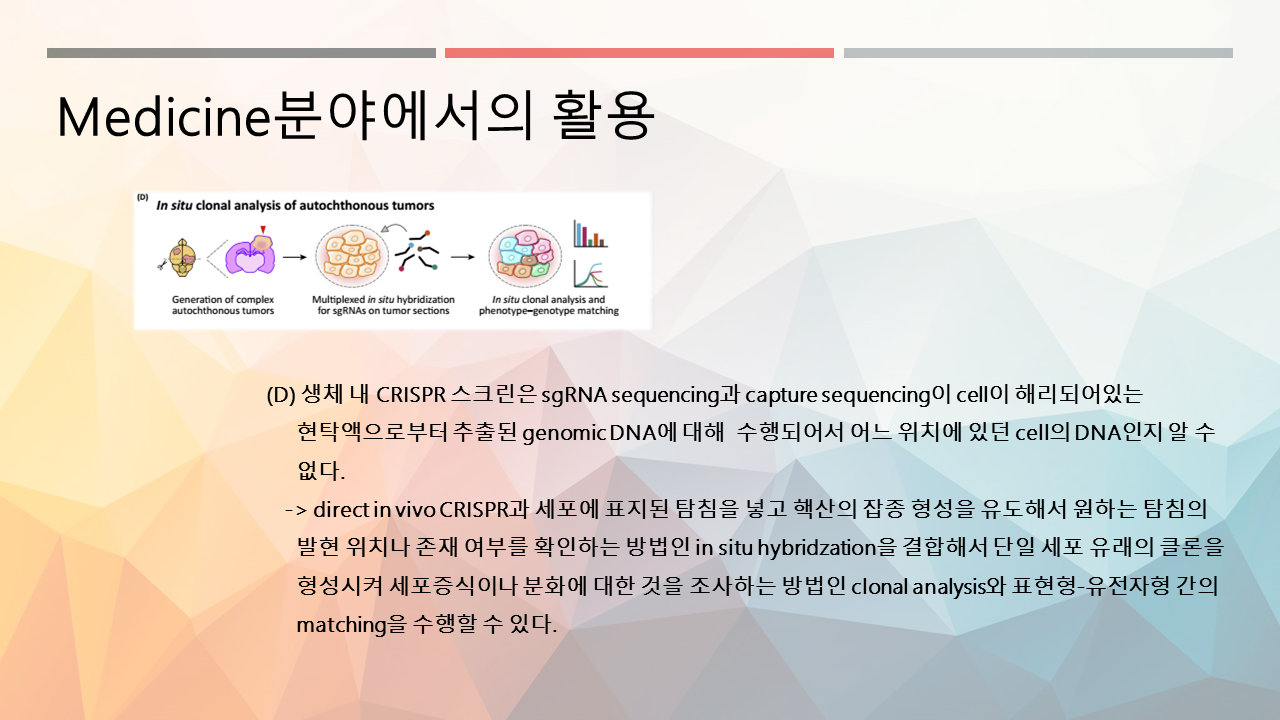 Medicine분야에서의 활용
(D)
In situ clonal analysis of autochthonous tumors
Generation of complex
autochthonous tumors
Multiplexed in situ hybridization
for sgRNAs on tumor sections
In situ clonal analysis and
phenotype–genotype matching
(D) 생체 내 CRISPR 스크린은 sgRNA sequencing과 capture sequencing이 cell이 해리되어있는
현탁액으로부터 추출된 genomic DNA에 대해 수행되어서 어느 위치에 있던 cell의 DNA인지 알 수
없다.
-> direct in vivo CRISPR과 세포에 표지된 탐침을 넣고 핵산의 잡종 형성을 유도해서 원하는 탐침의
발현 위치나 존재 여부를 확인하는 방법인 in situ hybridzation을 결합해서 단일 세포 유래의 클론을
형성시켜 세포증식이나 분화에 대한 것을 조사하는 방법인 clonal analysis와 표현형-유전자형 간의
matching을 수행할 수 있다.